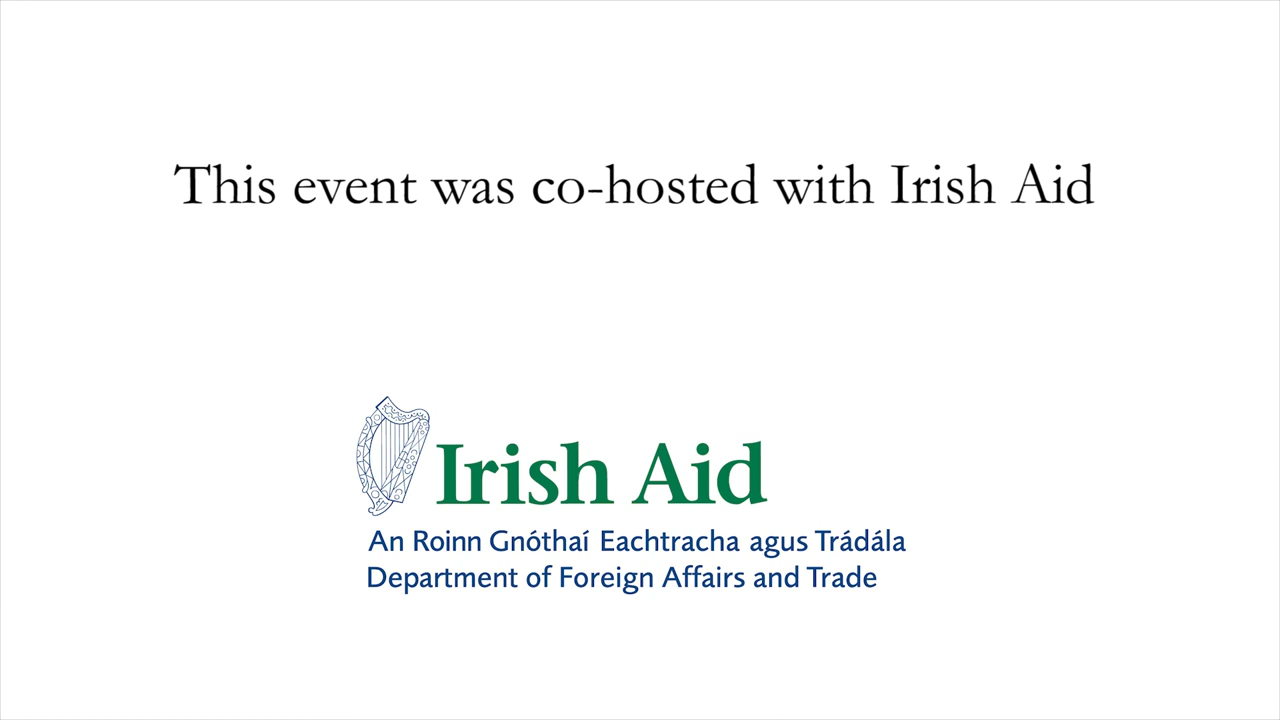 This event was co-hosted with Irish Aid
Irish Aid
An Roinn Gnóthaí Eachtracha agus Trádála
Department of Foreign Affairs and Trade